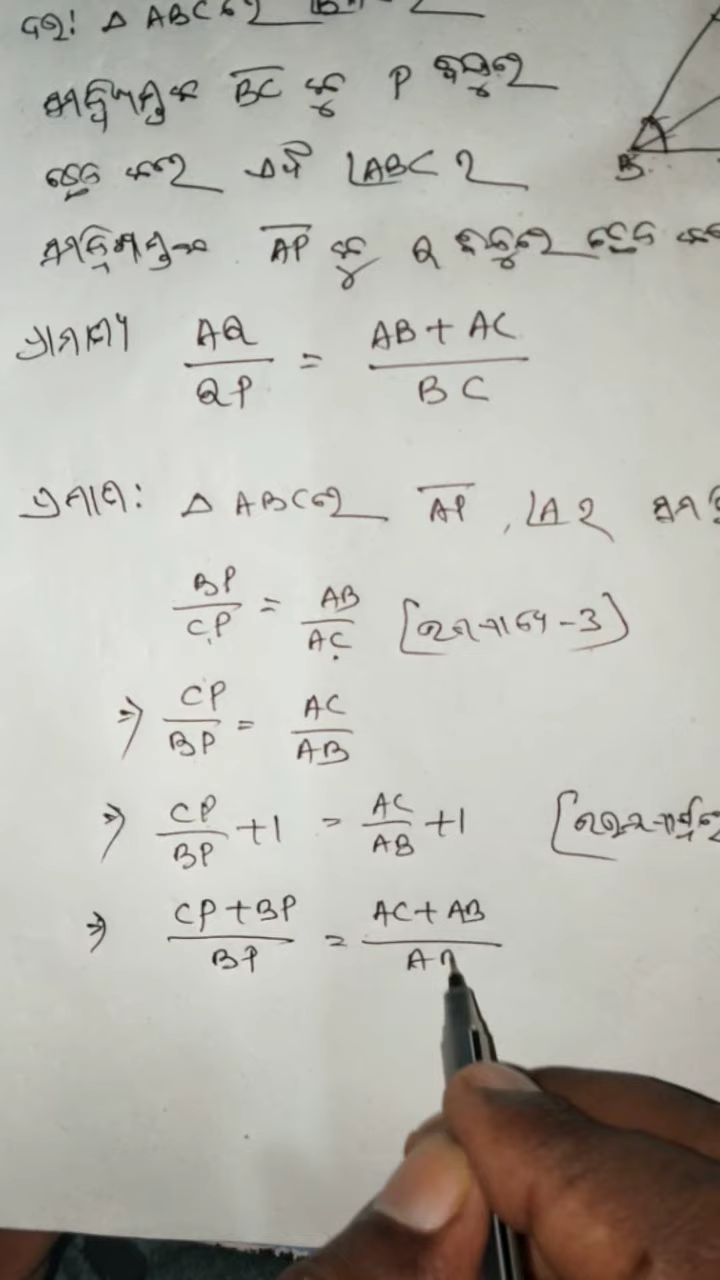 ଦତ୍ତ: Δ ABC ରେ
ସମଦ୍ୱିଖଣ୍ଡକ BC କୁ P ବିନ୍ଦୁରେ
ଛେଦ କରେ ଏବଂ ∠ABC ର
B
ସମଦ୍ୱିଖଣ୍ଡକ AP କୁ Q ବିନ୍ଦୁରେ ଛେଦ
ପ୍ରାମାଣ୍ୟ AQ/QP = AB + AC/BC
ପ୍ରମାଣ: Δ ABC ରେ AP, ∠A ର
BP/CP = AB/AC [ଉପପାଦ୍ୟ - 3]
⇒ CP/BP = AC/AB
⇒ CP/BP + 1 = AC/AB + 1
⇒ CP + BP/BP = AC + AB/A